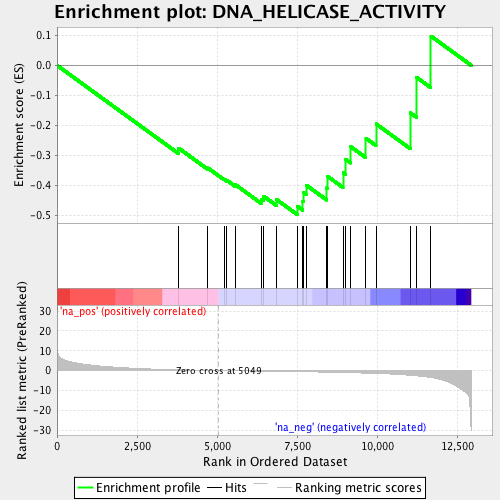 Enrichment plot: DNA_HELICASE_ACTIVITY
Enrichment score (ES)
0.1
0.0
-0.1
-0.2
-0.3
-0.4
-0.5
'na_pos' (positively correlated)
Ranked list metric (PreRanked)
30
20
10
0
-10
-20
-30
Zero cross at 5049
'na_neg' (negatively correlated)
0
2,500
5,000
7,500
10,000
12,500
Rank in Ordered Dataset
Enrichment profile
Hits
Ranking metric scores